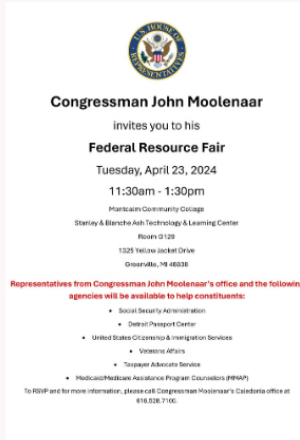 U.S. HOUSE OF REPRESENTATIVES
Congressman John Moolenaar
invites you to his
Federal Resource Fair
Tuesday, April 23, 2024
11:30am - 1:30pm
Montcalm Community College
Stanley & Blanche Ash Technology & Learning Center
Room G129
1325 Yellow Jacket Drive
Greenville, MI 48838
Representatives from Congressman John Moolenaar's office and the followin
agencies will be available to help constituents:
• Social Security Administration
• Detroit Passport Center
• United States Citizenship & Immigration Services
• Veterans Affairs
• Taxpayer Advocate Service
• Medicaid/Medicare Assistance Program Counselors (MMAP)
To RSVP and for more information, please call Congressman Moolenaar's Caledonia office at
616.528.7100.